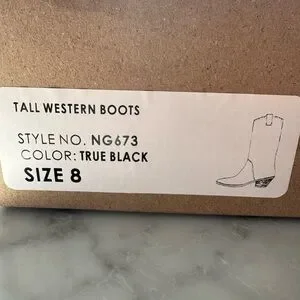 TALL WESTERN BOOTS
STYLE NO. NG673
COLOR: TRUE BLACK
SIZE 8